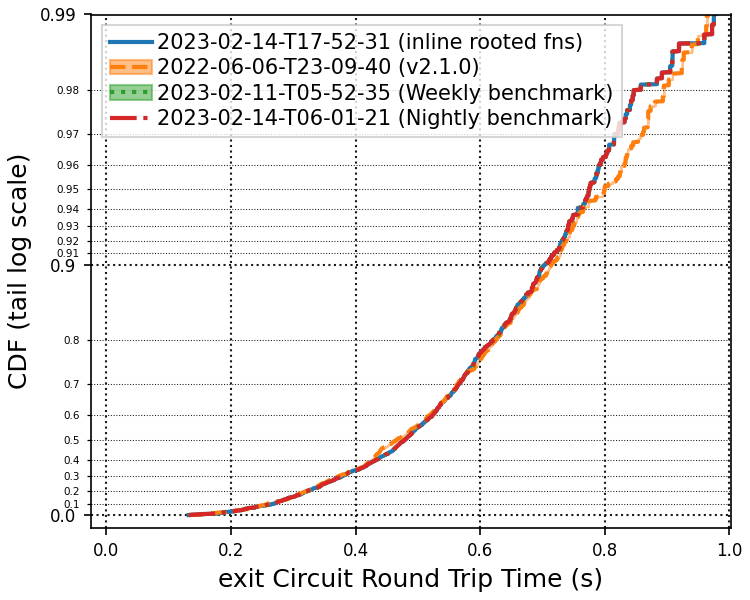 0.99
2023-02-14-T17-52-31 (inline rooted fns)
2022-06-06-T23-09-40 (v2.1.0)
2023-02-11-T05-52-35 (Weekly benchmark)
2023-02-14-T06-01-21 (Nightly benchmark)
0.98
0.97
0.96
0.95
0.94
0.93
0.92
0.91
0.9
0.8
0.7
0.6
0.5
0.4
0.3
0.2
0.1
0.0
CDF (tail log scale)
0.0 0.2 0.4 0.6 0.8 1.0
exit Circuit Round Trip Time (s)